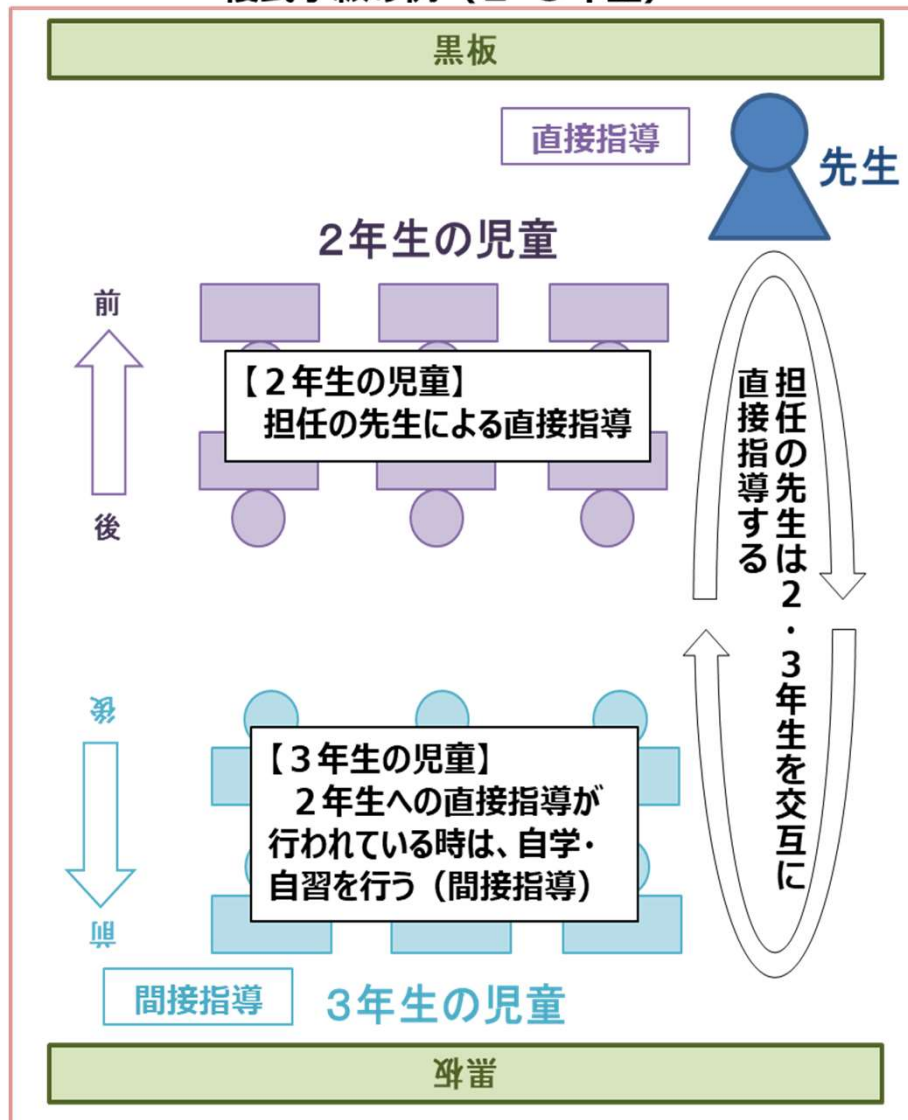 黒板
直接指導
先生
2年生の児童
前
後
【2年生の児童】
担任の先生による直接指導
担任の先生は2・3年生を交互に
直接指導する
後
前
【3年生の児童】
2年生への直接指導が
行われている時は、自学・
自習を行う（間接指導）
間接指導
3年生の児童
黒板